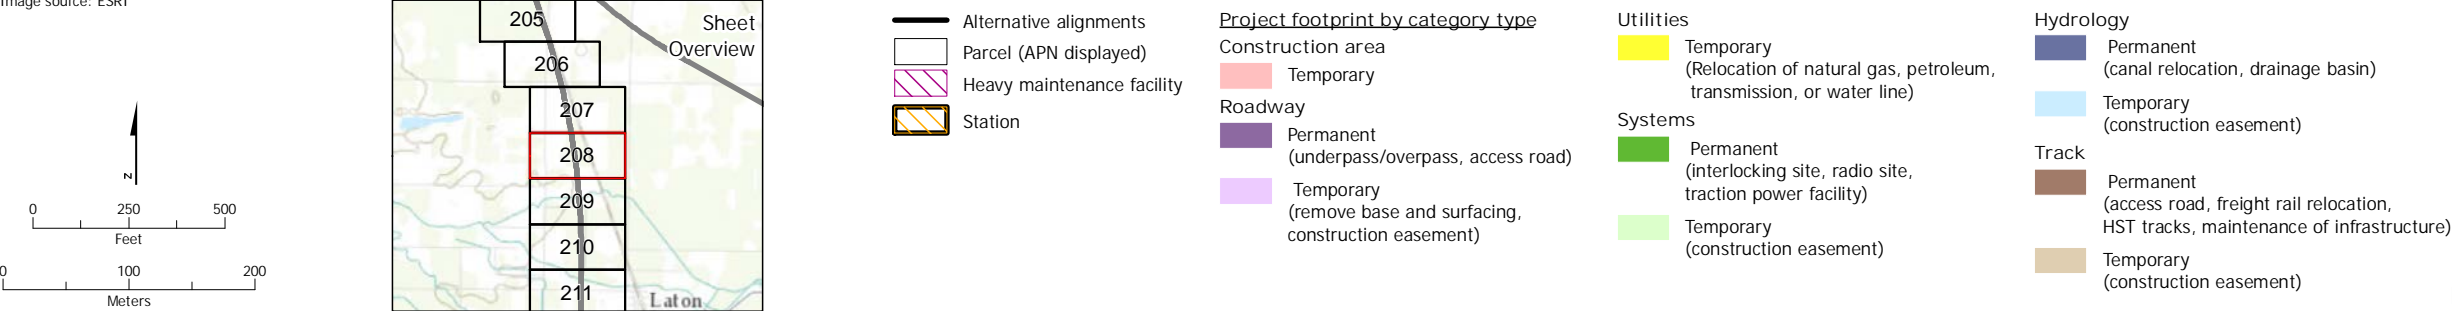 Image source: ESRI
N
0 250 500
Feet
0 100 200
Meters
Sheet
Overview
205
206
207
208
209
210
211
Laton
Alternative alignments
Parcel (APN displayed)
Heavy maintenance facility
Station
Project footprint by category type
Construction area
Temporary
Roadway
Permanent
(underpass/overpass, access road)
Temporary
(remove base and surfacing,
construction easement)
Utilities
Temporary
(Relocation of natural gas, petroleum,
transmission, or water line)
Systems
Permanent
(interlocking site, radio site,
traction power facility)
Temporary
(construction easement)
Hydrology
Permanent
(canal relocation, drainage basin)
Temporary
(construction easement)
Track
Permanent
(access road, freight rail relocation,
HST tracks, maintenance of infrastructure)
Temporary
(construction easement)